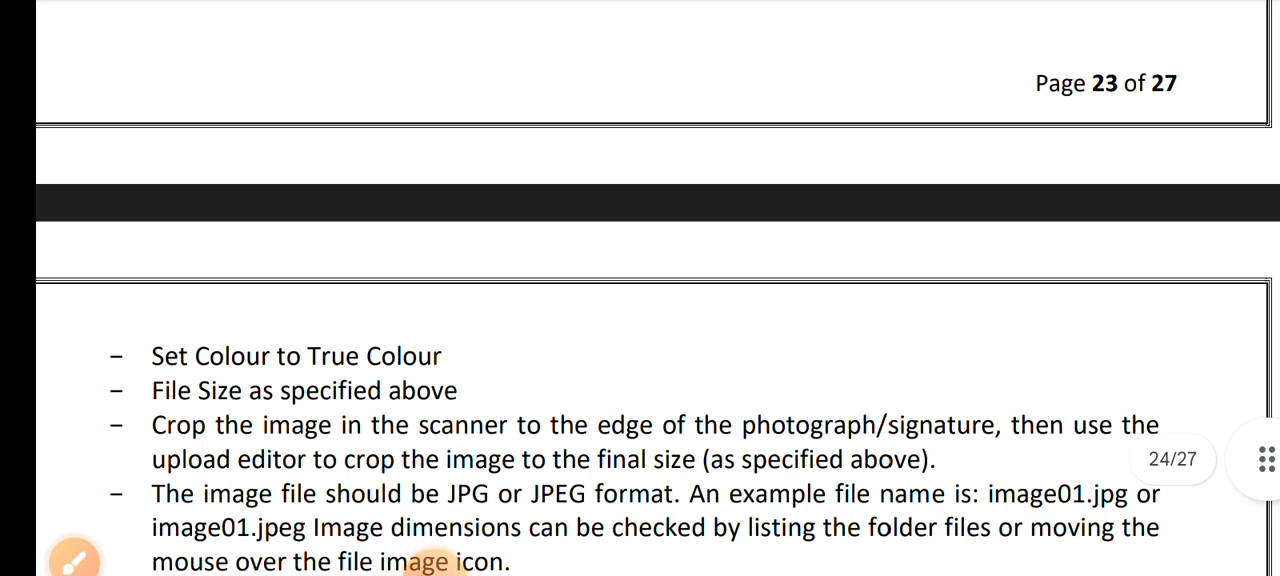 Page 23 of 27
- Set Colour to True Colour
- File Size as specified above
- Crop the image in the scanner to the edge of the photograph/signature, then use the
upload editor to crop the image to the final size (as specified above).
24/27
- The image file should be JPG or JPEG format. An example file name is: image01.jpg or
image01.jpeg Image dimensions can be checked by listing the folder files or moving the
mouse over the file image icon.